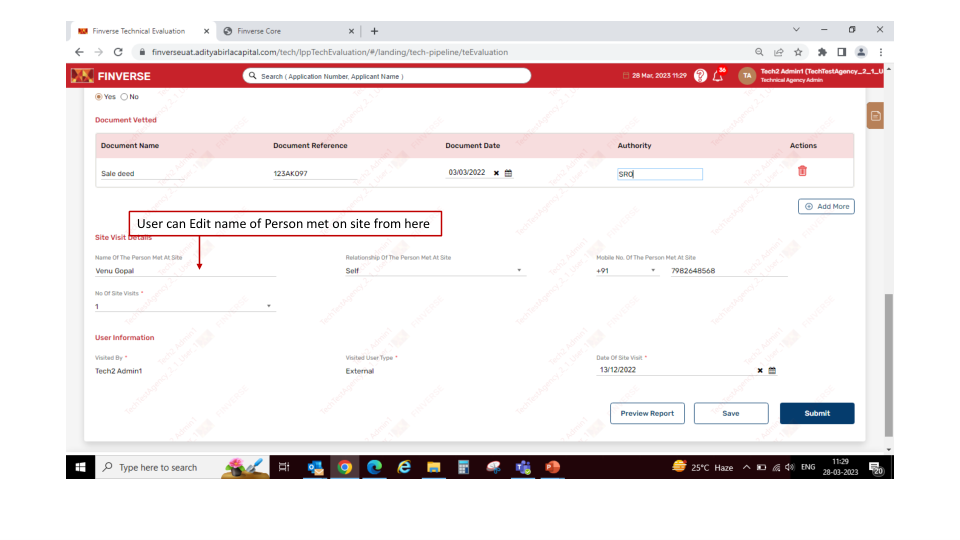 Finverse Technical Evaluation
Finverse Core
finverseuat.adityabirlacapital.com/tech/lppTechEvaluation/#/landing/tech-pipeline/teEvaluation
FINVERSE
Search ( Application Number, Applicant Name )
28 Mar, 2023 11:29
36
TA
Tech2 Admin1 (TechTestAgency_2_1_U
Technical Agency Admin
Yes No
Document Vetted
Document Name Document Reference Document Date Authority Actions
Sale deed 123AK097 03/03/2022 SRO
Add More
User can Edit name of Person met on site from here
Site Visit Details
Name Of The Person Met At Site Relationship Of The Person Met At Site Mobile No. Of The Person Met At Site
Venu Gopal Self +91 7982648568
No Of Site Visits *
1
User Information
Visited By * Visited User Type * Date Of Site Visit *
Tech2 Admin1 External 13/12/2022
Preview Report Save Submit
Type here to search
25°C Haze ENG 11:29
28-03-2023
20